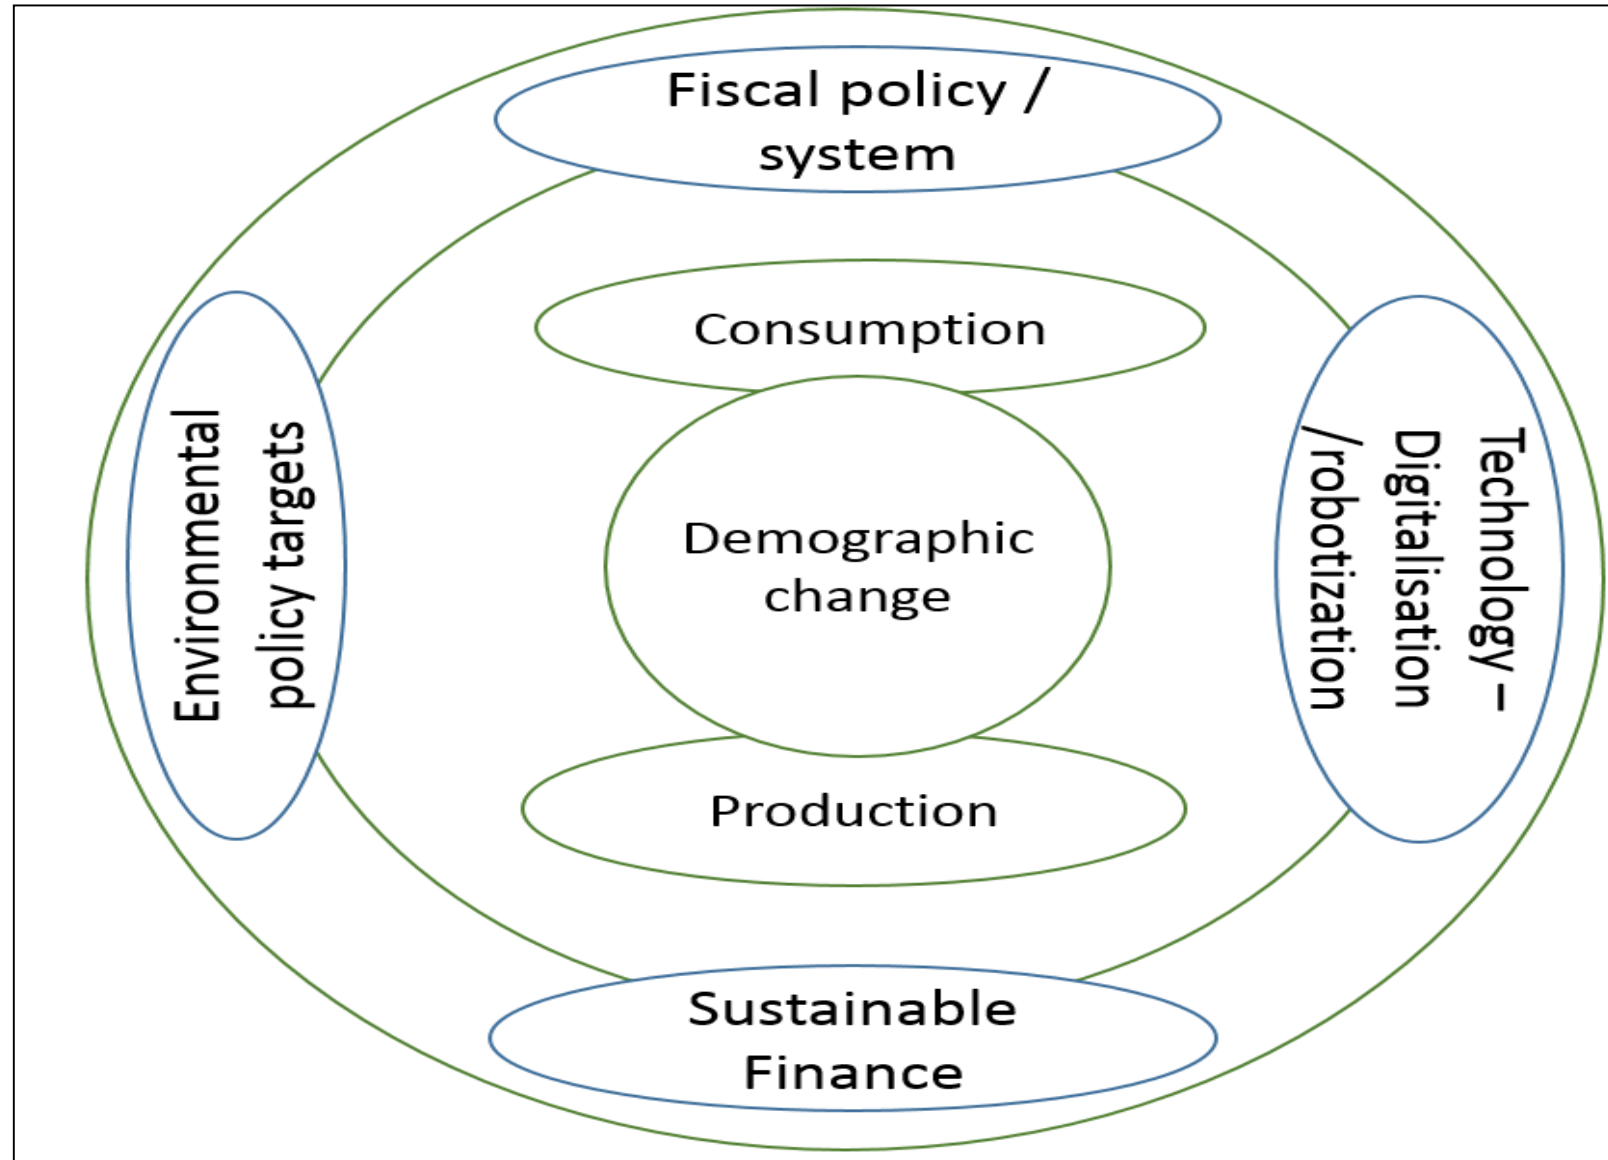 Fiscal policy /
system
Consumption
Environmental
policy targets
Demographic
change
Technology –
Digitalisation
/robotization
Production
Sustainable
Finance